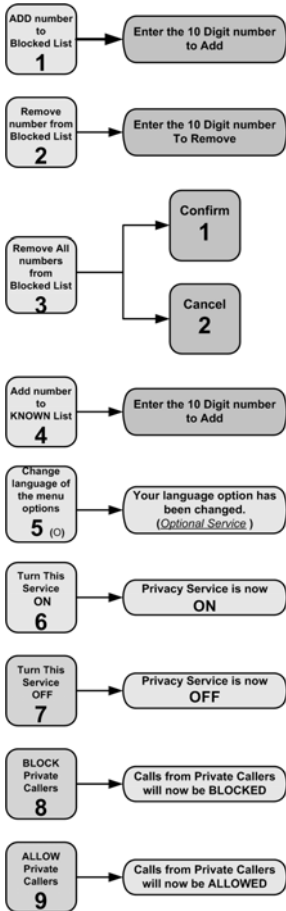 ADD number
to
Blocked List
1
Enter the 10 Digit number
to Add
Remove
number from
Blocked List
2
Enter the 10 Digit number
To Remove
Remove All
numbers
from
Blocked List
3
Confirm
1
Cancel
2
Add number
to
KNOWN List
4
Enter the 10 Digit number
to Add
Change
language of
the menu
options
5 (O)
Your language option has
been changed.
(Optional Service )
Turn This
Service
ON
6
Privacy Service is now
ON
Turn This
Service
OFF
7
Privacy Service is now
OFF
BLOCK
Private
Callers
8
Calls from Private Callers
will now be BLOCKED
ALLOW
Private
Callers
9
Calls from Private Callers
will now be ALLOWED